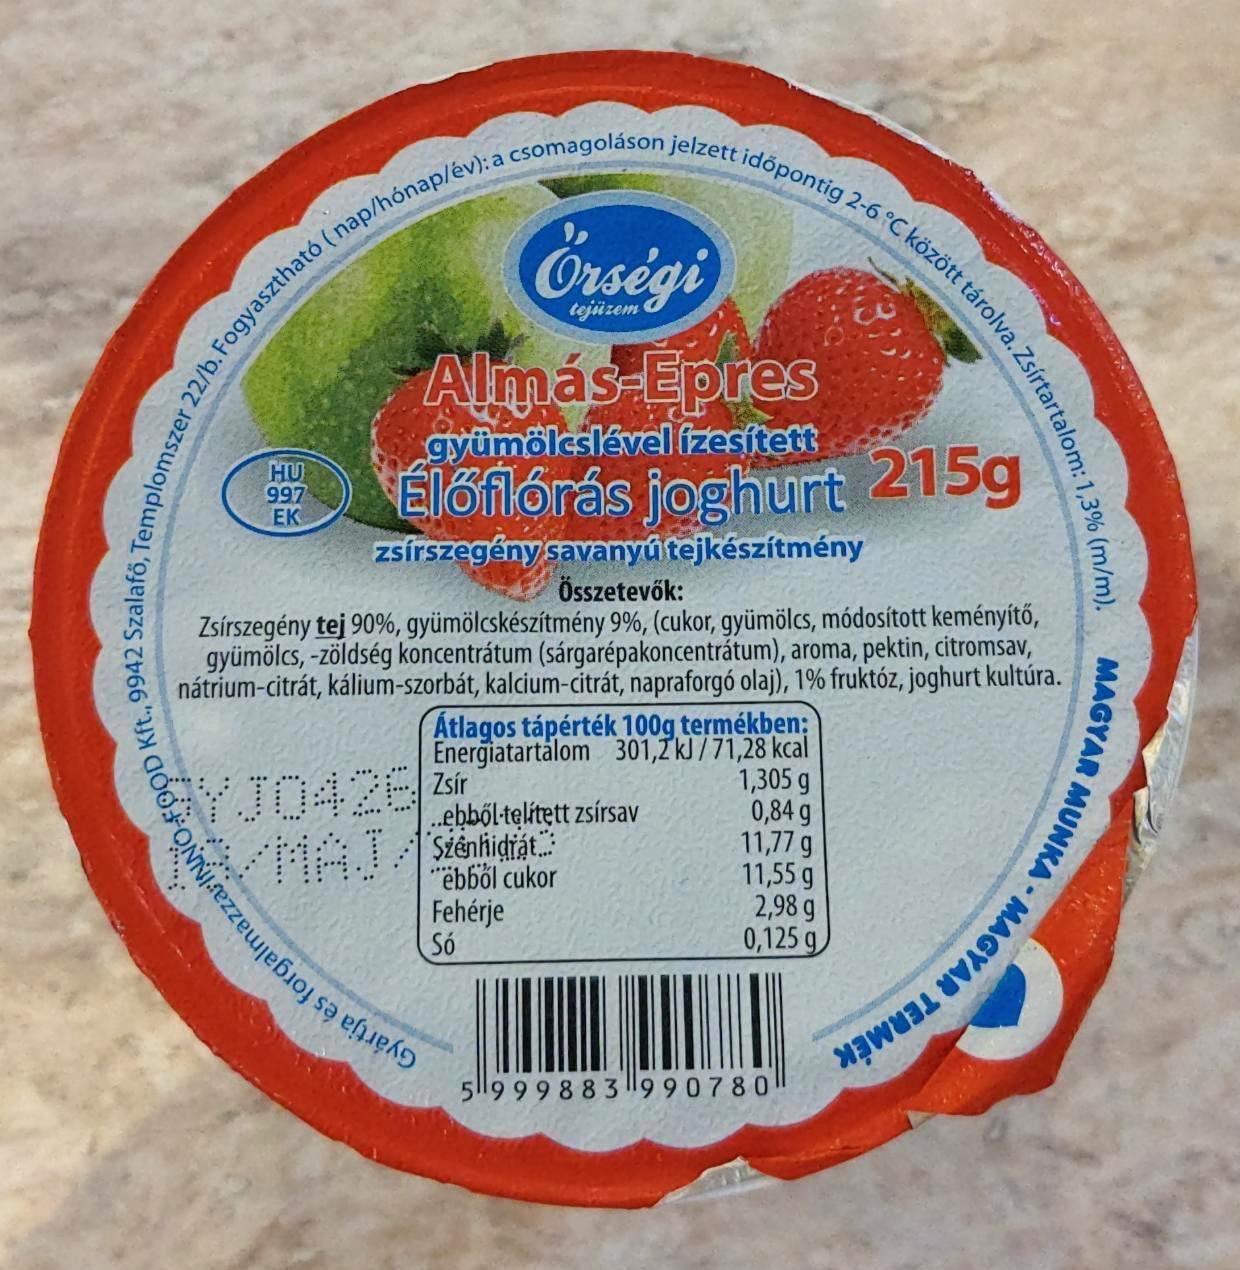 Gyártja és forgalmazza: INNO-FOOD Kft., 9942 Szalafő, Templomszer 22/b. Fogyasztható ( nap/hónap/év): a csomagoláson jelzett időpontig 2-6 °C között tárolva. Zsírtartalom: 1,3% (m/m).
Őrségi
tejüzem
Almás-Epres
gyümölcslével ízesített
Élőflórás joghurt
215g
HU
997
EK
zsírszegény savanyú tejkészítmény
Összetevők:
Zsírszegény tej 90%, gyümölcskészítmény 9%, (cukor, gyümölcs, módosított keményítő,
gyümölcs, -zöldség koncentrátum (sárgarépakoncentrátum), aroma, pektin, citromsav,
nátrium-citrát, kálium-szorbát, kalcium-citrát, napraforgó olaj), 1% fruktóz, joghurt kultúra.
Átlagos tápérték 100g termékben:
Energiatartalom 301,2 kJ / 71,28 kcal
Zsír 1,305 g
..ebből telített zsírsav 0,84 g
Szénhidrát 11,77 g
ebből cukor 11,55 g
Fehérje 2,98 g
Só 0,125 g
MAJ/
MAGYAR MUNKA - MAGYAR TERMÉK
5 999883 990780